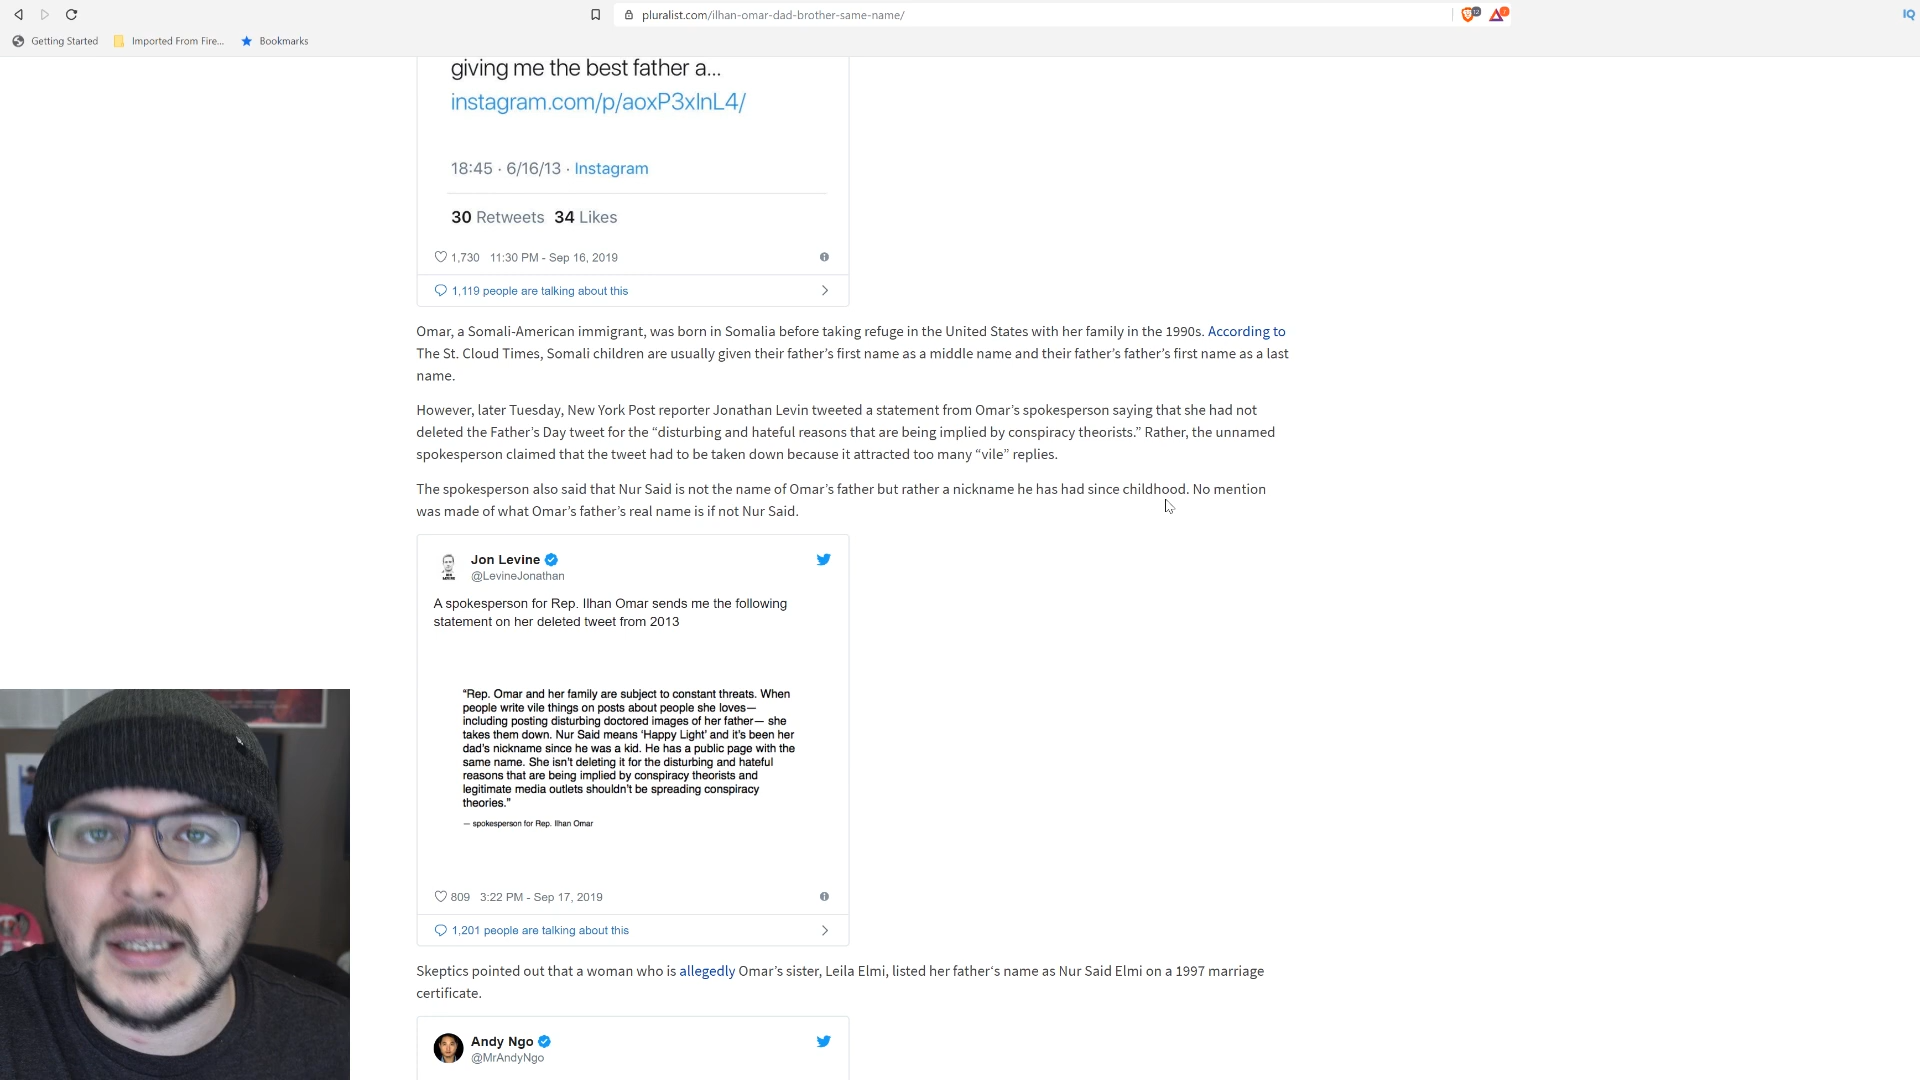 pluralist.com/ilhan-omar-dad-brother-same-name/
IQ
Getting Started
Imported From Fire...
Bookmarks
giving me the best father a...
instagram.com/p/aoxP3xInL4/
18:45 · 6/16/13 · Instagram
30 Retweets 34 Likes
1,730 11:30 PM - Sep 16, 2019
1,119 people are talking about this
Omar, a Somali-American immigrant, was born in Somalia before taking refuge in the United States with her family in the 1990s. According to
The St. Cloud Times, Somali children are usually given their father’s first name as a middle name and their father’s father’s first name as a last
name.
However, later Tuesday, New York Post reporter Jonathan Levin tweeted a statement from Omar’s spokesperson saying that she had not
deleted the Father’s Day tweet for the “disturbing and hateful reasons that are being implied by conspiracy theorists.” Rather, the unnamed
spokesperson claimed that the tweet had to be taken down because it attracted too many “vile” replies.
The spokesperson also said that Nur Said is not the name of Omar’s father but rather a nickname he has had since childhood. No mention
was made of what Omar’s father’s real name is if not Nur Said.
Jon Levine
@LevineJonathan
A spokesperson for Rep. Ilhan Omar sends me the following
statement on her deleted tweet from 2013
“Rep. Omar and her family are subject to constant threats. When
people write vile things on posts about people she loves—
including posting disturbing doctored images of her father— she
takes them down. Nur Said means ‘Happy Light’ and it’s been her
dad’s nickname since he was a kid. He has a public page with the
same name. She isn’t deleting it for the disturbing and hateful
reasons that are being implied by conspiracy theorists and
legitimate media outlets shouldn’t be spreading conspiracy
theories.”
— spokesperson for Rep. Ilhan Omar
809 3:22 PM - Sep 17, 2019
1,201 people are talking about this
Skeptics pointed out that a woman who is allegedly Omar’s sister, Leila Elmi, listed her father‘s name as Nur Said Elmi on a 1997 marriage
certificate.
Andy Ngo
@MrAndyNgo